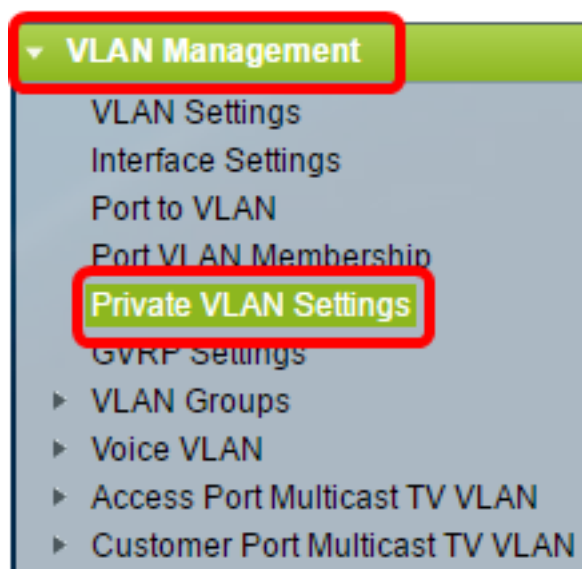 VLAN Management
VLAN Settings
Interface Settings
Port to VLAN
Port VLAN Membership
Private VLAN Settings
GVRP Settings
VLAN Groups
Voice VLAN
Access Port Multicast TV VLAN
Customer Port Multicast TV VLAN